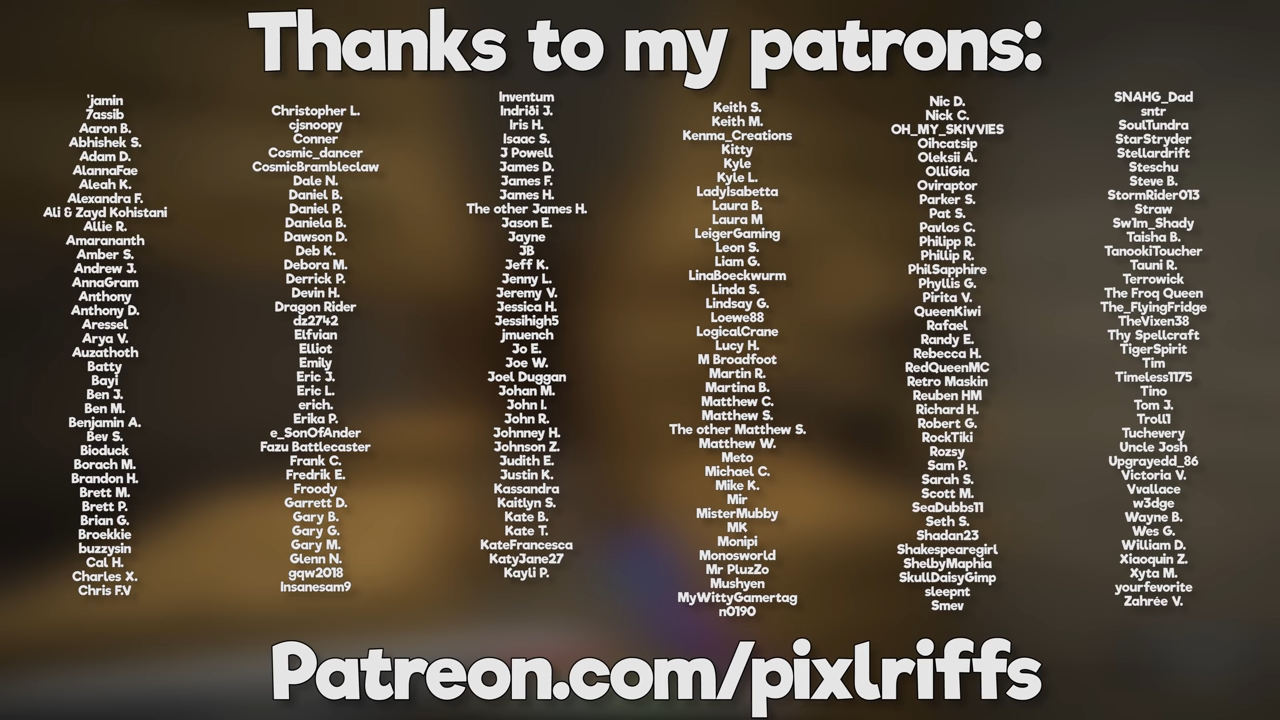 Thanks to my patrons:
'jamin
7assib
Aaron B.
Abhishek S.
Adam D.
AlannaFae
Aleah K.
Alexandra F.
Ali & Zayd Kohistani
Allie R.
Amarananth
Amber S.
Andrew J.
AnnaGram
Anthony
Anthony D.
Aressel
Arya V.
Auzathoth
Batty
Bayi
Ben J.
Ben M.
Benjamin A.
Bev S.
Bioduck
Borach M.
Brandon H.
Brett M.
Brett P.
Brian G.
Broekkie
buzzysin
Cal H.
Charles X.
Chris F.V
Christopher L.
cjsnoopy
Conner
Cosmic_dancer
CosmicBrambleclaw
Dale N.
Daniel B.
Daniel P.
Daniela B.
Dawson D.
Deb K.
Debora M.
Derrick P.
Devin H.
Dragon Rider
dz2742
Elfvian
Elliot
Emily
Eric J.
Eric L.
erich.
Erika P.
e_SonOfAnder
Fazu Battlecaster
Frank C.
Fredrik E.
Froody
Garrett D.
Gary B.
Gary G.
Gary M.
Glenn N.
gqw2018
Insanesam9
Inventum
Indriði J.
Iris H.
Isaac S.
J Powell
James D.
James F.
James H.
The other James H.
Jason E.
Jayne
JB
Jeff K.
Jenny L.
Jeremy V.
Jessica H.
Jessihigh5
jmuench
Jo E.
Joe W.
Joel Duggan
Johan M.
John I.
John R.
Johnney H.
Johnson Z.
Judith E.
Justin K.
Kassandra
Kaitlyn S.
Kate B.
Kate T.
KateFrancesca
KatyJane27
Kayli P.
Keith S.
Keith M.
Kenma_Creations
Kitty
Kyle
Kyle L.
LadyIsabetta
Laura B.
Laura M
LeigerGaming
Leon S.
Liam G.
LinaBoeckwurm
Linda S.
Lindsay G.
Loewe88
LogicalCrane
Lucy H.
M Broadfoot
Martin R.
Martina B.
Matthew C.
Matthew S.
The other Matthew S.
Matthew W.
Meto
Michael C.
Mike K.
Mir
MisterMubby
MK
Monipi
Monosworld
Mr PluzZo
Mushyen
MyWittyGamertag
n0190
Nic D.
Nick C.
OH_MY_SKIVVIES
Oihcatsip
Oleksii A.
OlliGia
Oviraptor
Parker S.
Pat S.
Pavlos C.
Philipp R.
Phillip R.
PhilSapphire
Phyllis G.
Pirita V.
QueenKiwi
Rafael
Randy E.
Rebecca H.
RedQueenMC
Retro Maskin
Reuben HM
Richard H.
Robert G.
RockTiki
Rozsy
Sam P.
Sarah S.
Scott M.
SeaDubbs11
Seth S.
Shadan23
Shakespearegirl
ShelbyMaphia
SkullDaisyGimp
sleepnt
Smev
SNAHG_Dad
sntr
SoulTundra
StarStryder
Stellardrift
Steschu
Steve B.
StormRider013
Straw
Sw1m_Shady
Taisha B.
TanookiToucher
Tauni R.
Terrowick
The Froq Queen
The_FlyingFridge
TheVixen38
Thy Spellcraft
TigerSpirit
Tim
Timeless1175
Tino
Tom J.
Troll1
Tuchevery
Uncle Josh
Upgrayedd_86
Victoria V.
Vvallace
w3dge
Wayne B.
Wes G.
William D.
Xiaoquin Z.
Xyta M.
yourfevorite
Zahrée V.
Patreon.com/pixlriffs